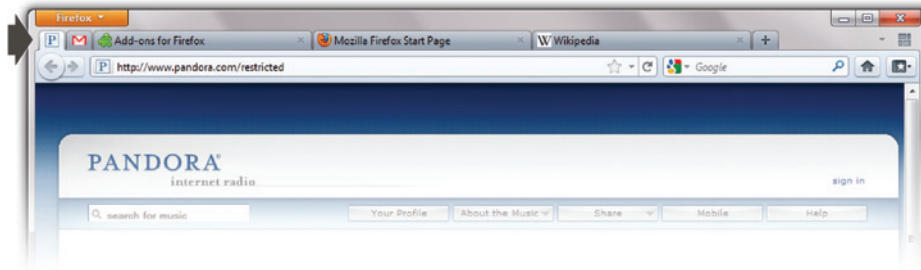 Firefox
P Add-ons for Firefox Mozilla Firefox Start Page W Wikipedia
P http://www.pandora.com/restricted Google
PANDORA
internet radio
sign in
search for music Your Profile About the Music Share Mobile Help